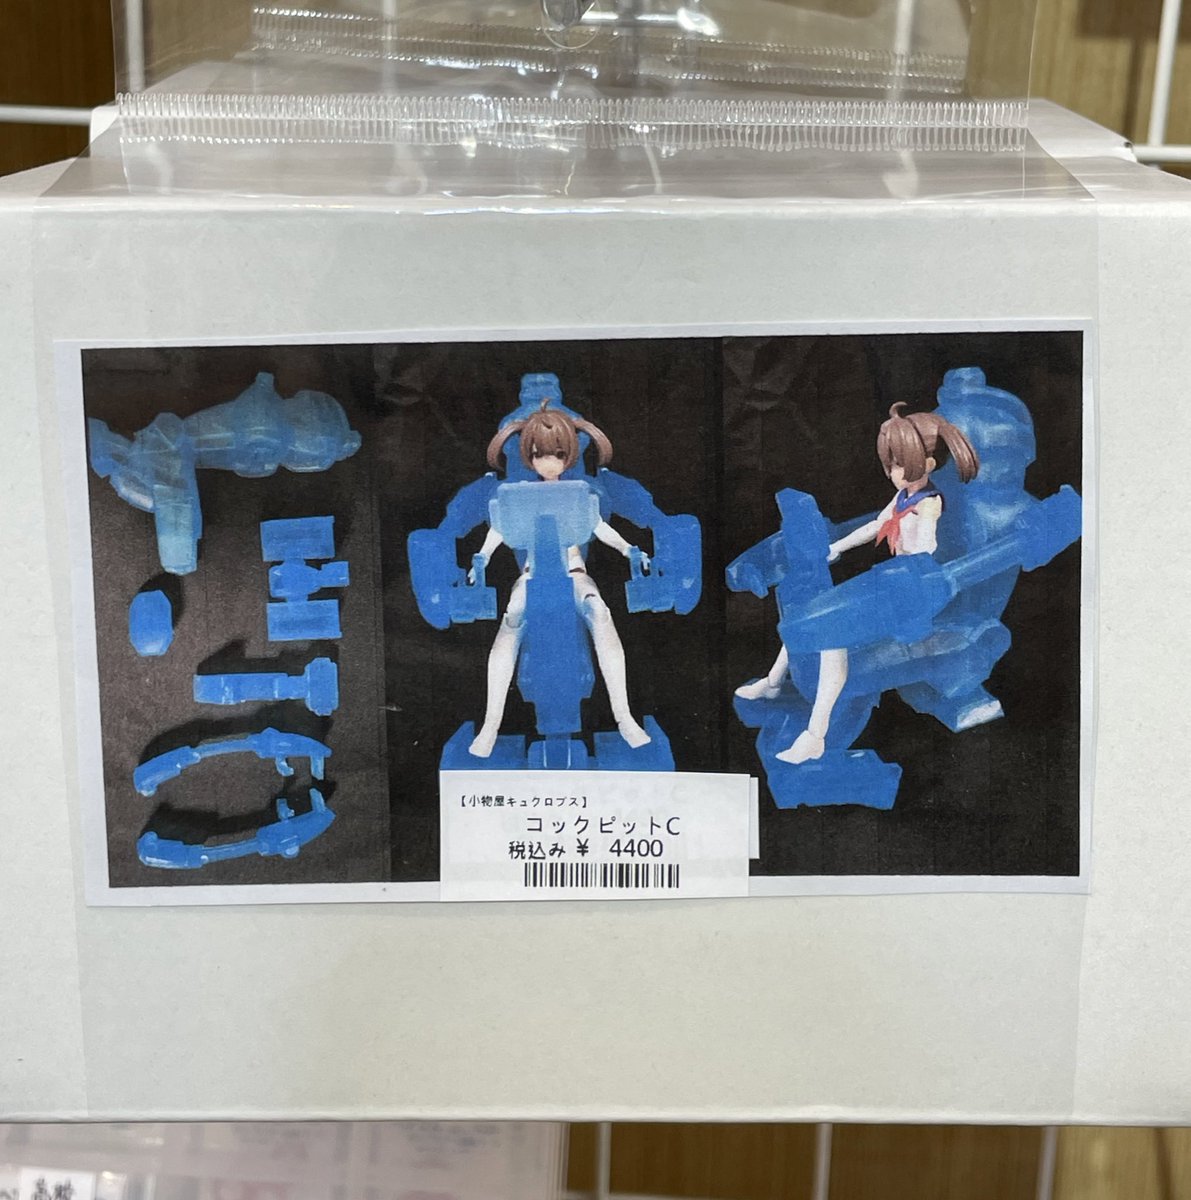 【小物屋キュクロプス】
コックピットC
税込み ¥ 4400